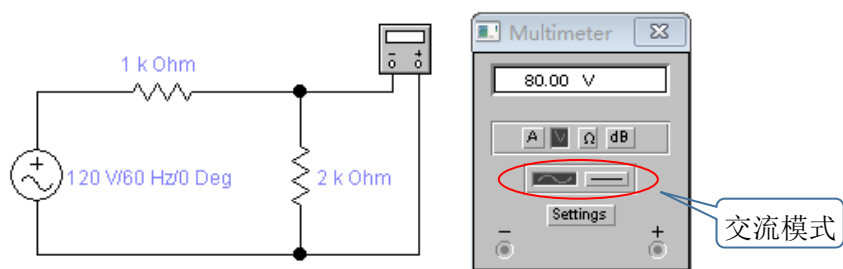 1 k Ohm
120 V/60 Hz/0 Deg
2 k Ohm
Multimeter
80.00 V
A V Ω dB
Settings
交流模式